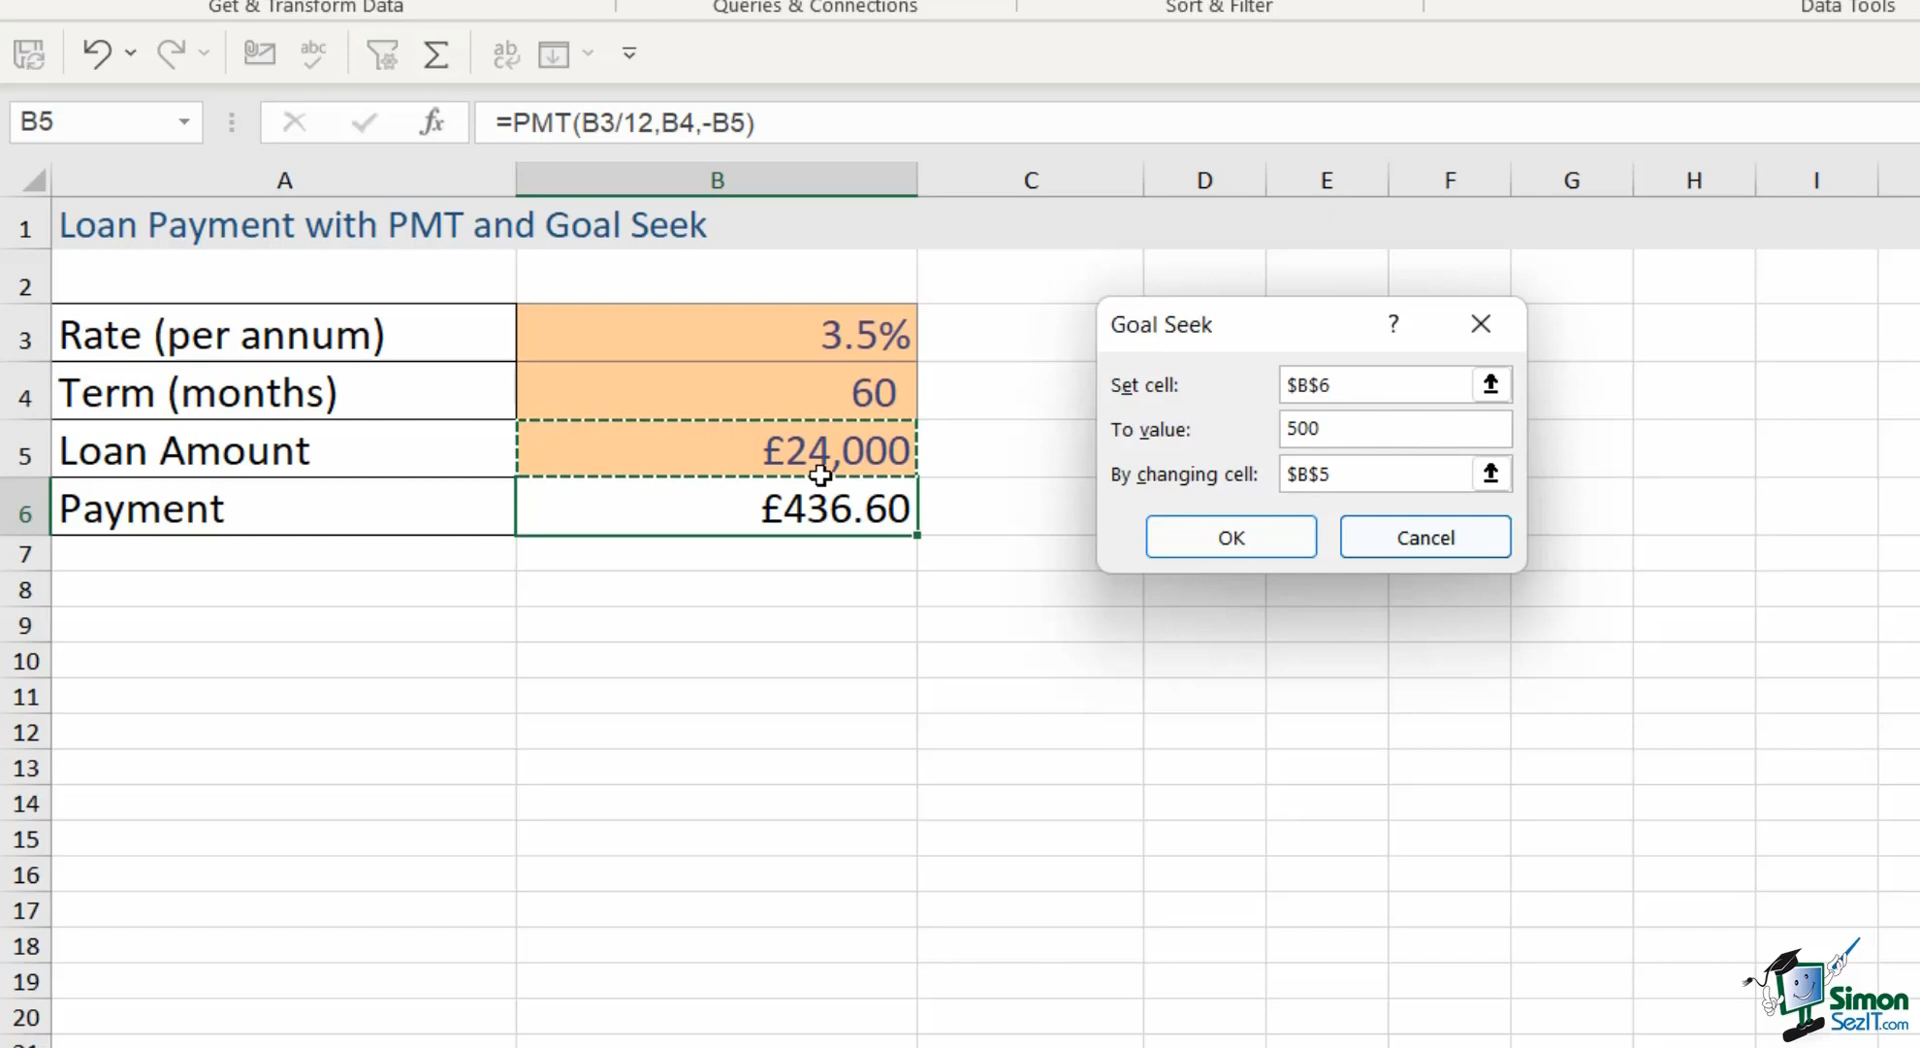 Get & Transform Data Queries & Connections Sort & Filter Data Tools
abc ab
B5 fx =PMT(B3/12,B4,-B5)
A B C D E F G H I
1 Loan Payment with PMT and Goal Seek
2
3 Rate (per annum) 3.5%
4 Term (months) 60
5 Loan Amount £24,000
6 Payment £436.60
7
8
9
10
11
12
13
14
15
16
17
18
19
20
Goal Seek ?
Set cell: $B$6
To value: 500
By changing cell: $B$5
OK Cancel
Simon
SezIT.com